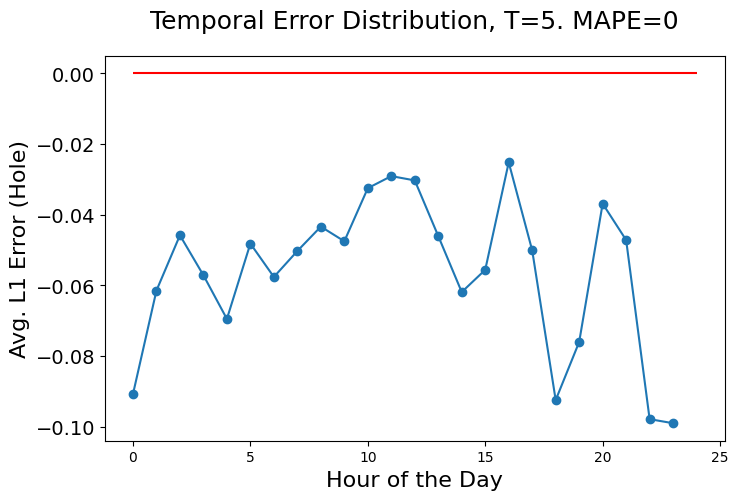 Temporal Error Distribution, T=5. MAPE=0
0.00
−0.02
−0.04
−0.06
−0.08
−0.10
Avg. L1 Error (Hole)
0 5 10 15 20 25
Hour of the Day